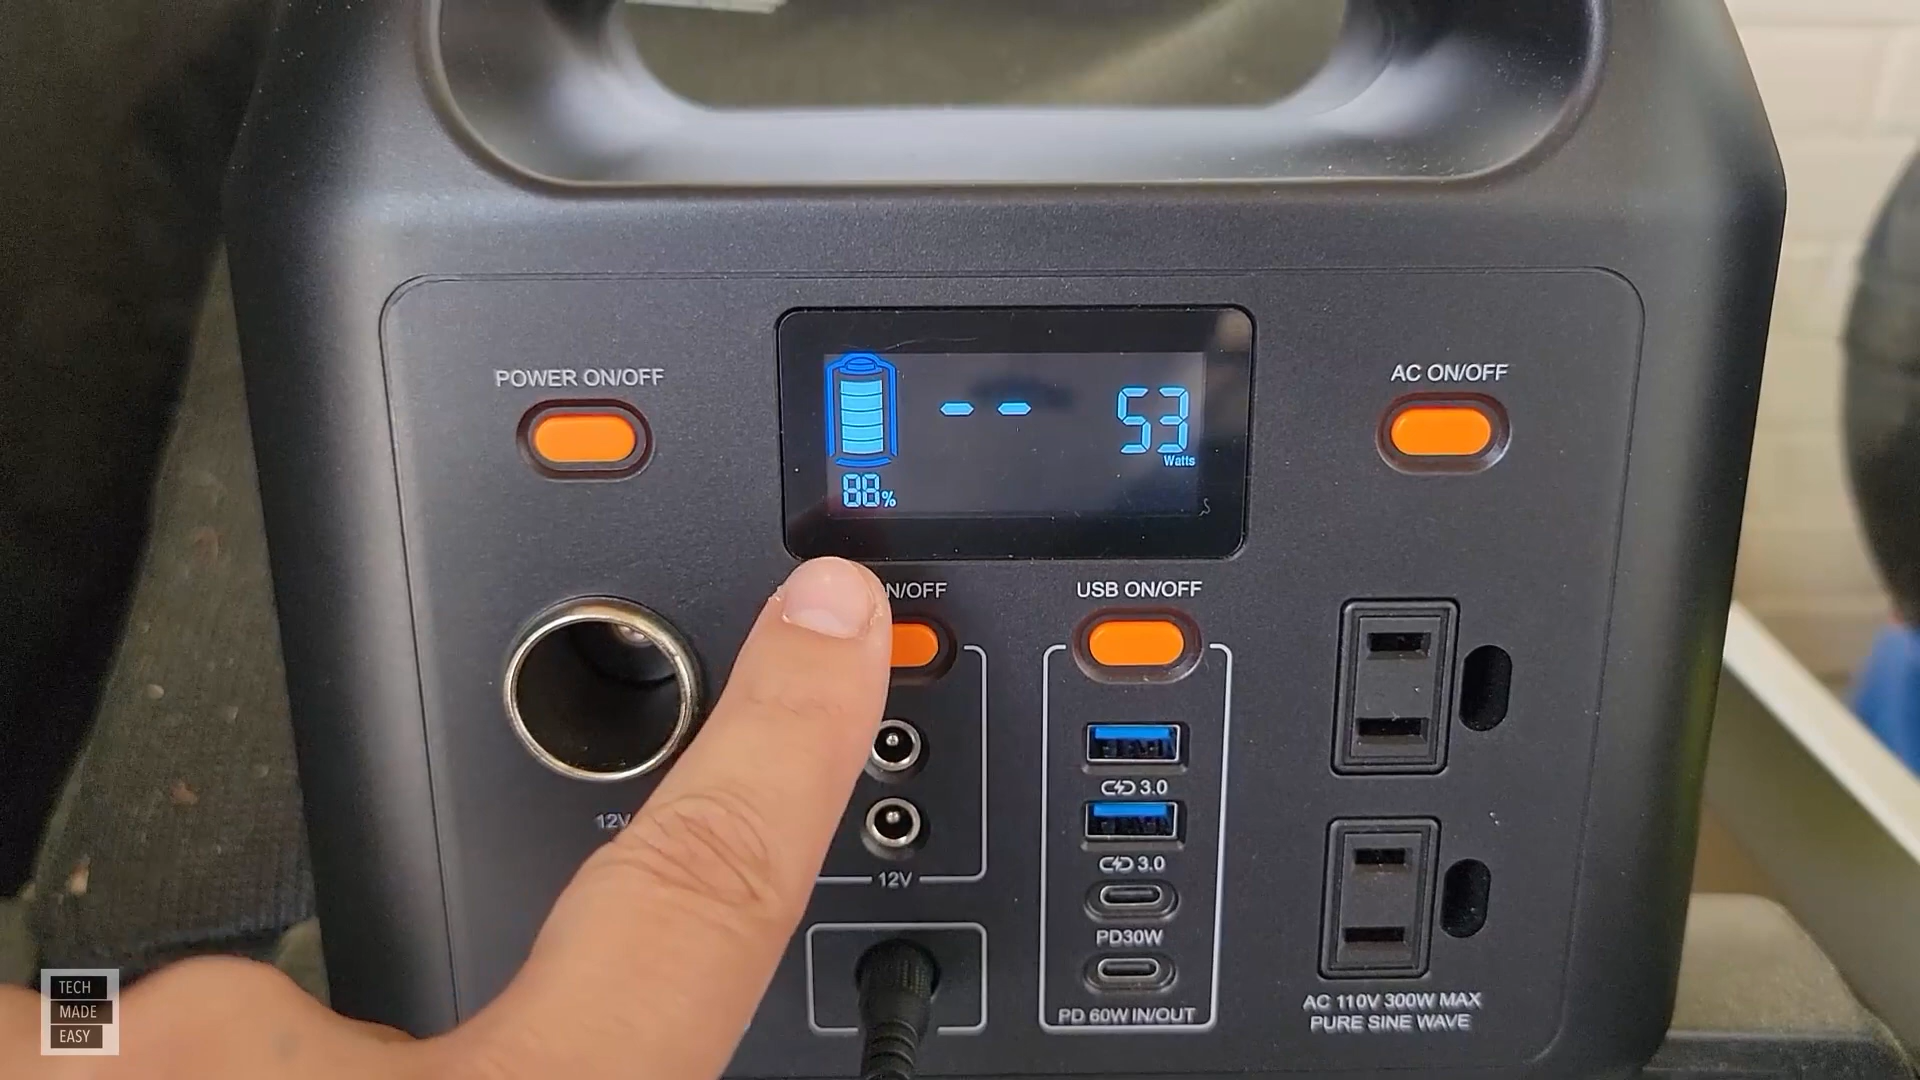 POWER ON/OFF
AC ON/OFF
-- 53
Watts
88%
N/OFF
USB ON/OFF
3.0
3.0
12V
12V
PD30W
PD 60W IN/OUT
AC 110V 300W MAX
PURE SINE WAVE
TECH
MADE
EASY